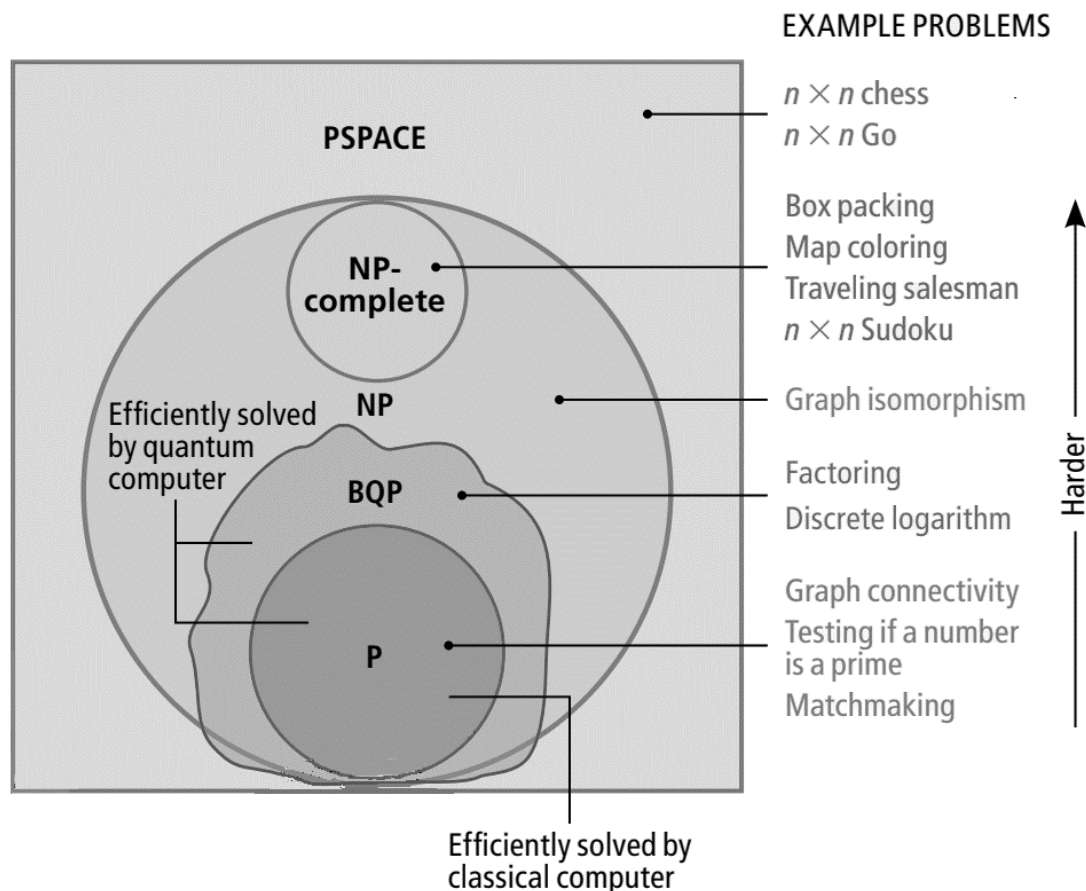 EXAMPLE PROBLEMS
n × n chess
n × n Go
PSPACE
Box packing
Map coloring
Traveling salesman
n × n Sudoku
NP-
complete
Graph isomorphism
NP
Efficiently solved
by quantum
computer
Factoring
Discrete logarithm
BQP
Harder
Graph connectivity
Testing if a number
is a prime
Matchmaking
P
Efficiently solved by
classical computer